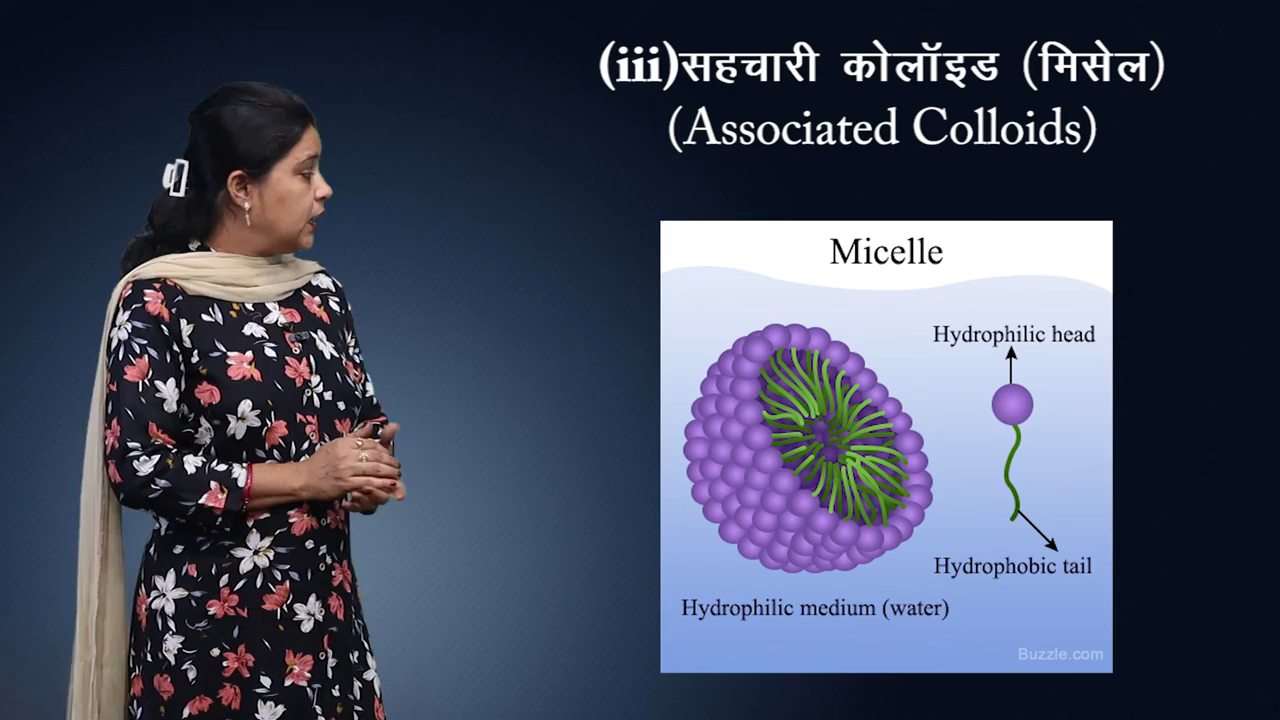 (iii)सहचारी कोलॉइड (मिसेल)
(Associated Colloids)
Micelle
Hydrophilic head
Hydrophobic tail
Hydrophilic medium (water)
Buzzle.com